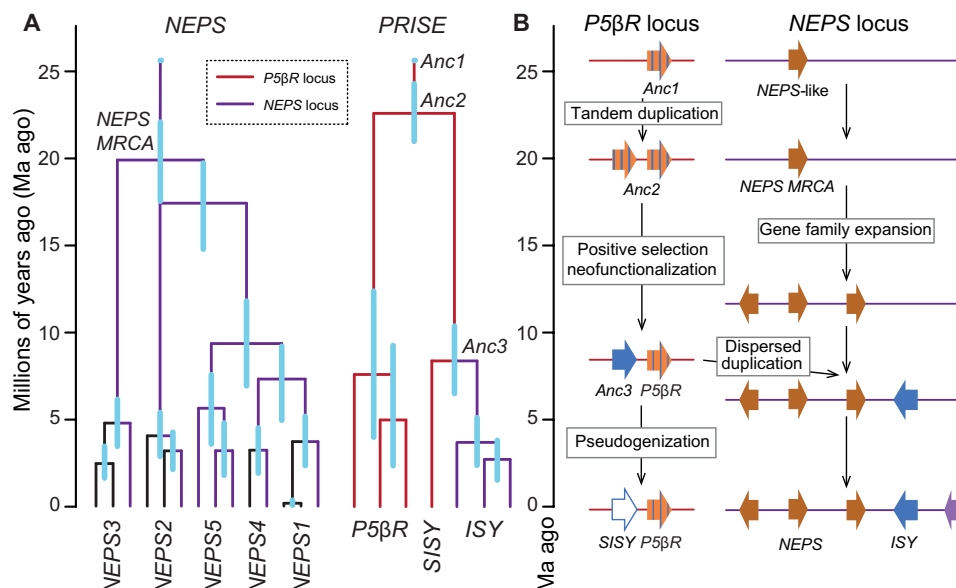 A
NEPS
PRISE
Millions of years ago (Ma ago)
25
20
15
10
5
0
P5βR locus
NEPS locus
NEPS
MRCA
Anc1
Anc2
Anc3
NEPS3
NEPS2
NEPS5
NEPS4
NEPS1
P5βR
SISY
ISY
B
P5βR locus
NEPS locus
25
20
15
10
5
0
Ma ago
Anc1
NEPS-like
Tandem duplication
Anc2
NEPS MRCA
Positive selection
neofunctionalization
Gene family expansion
Anc3 P5βR
Dispersed
duplication
Pseudogenization
SISY P5βR
NEPS
ISY